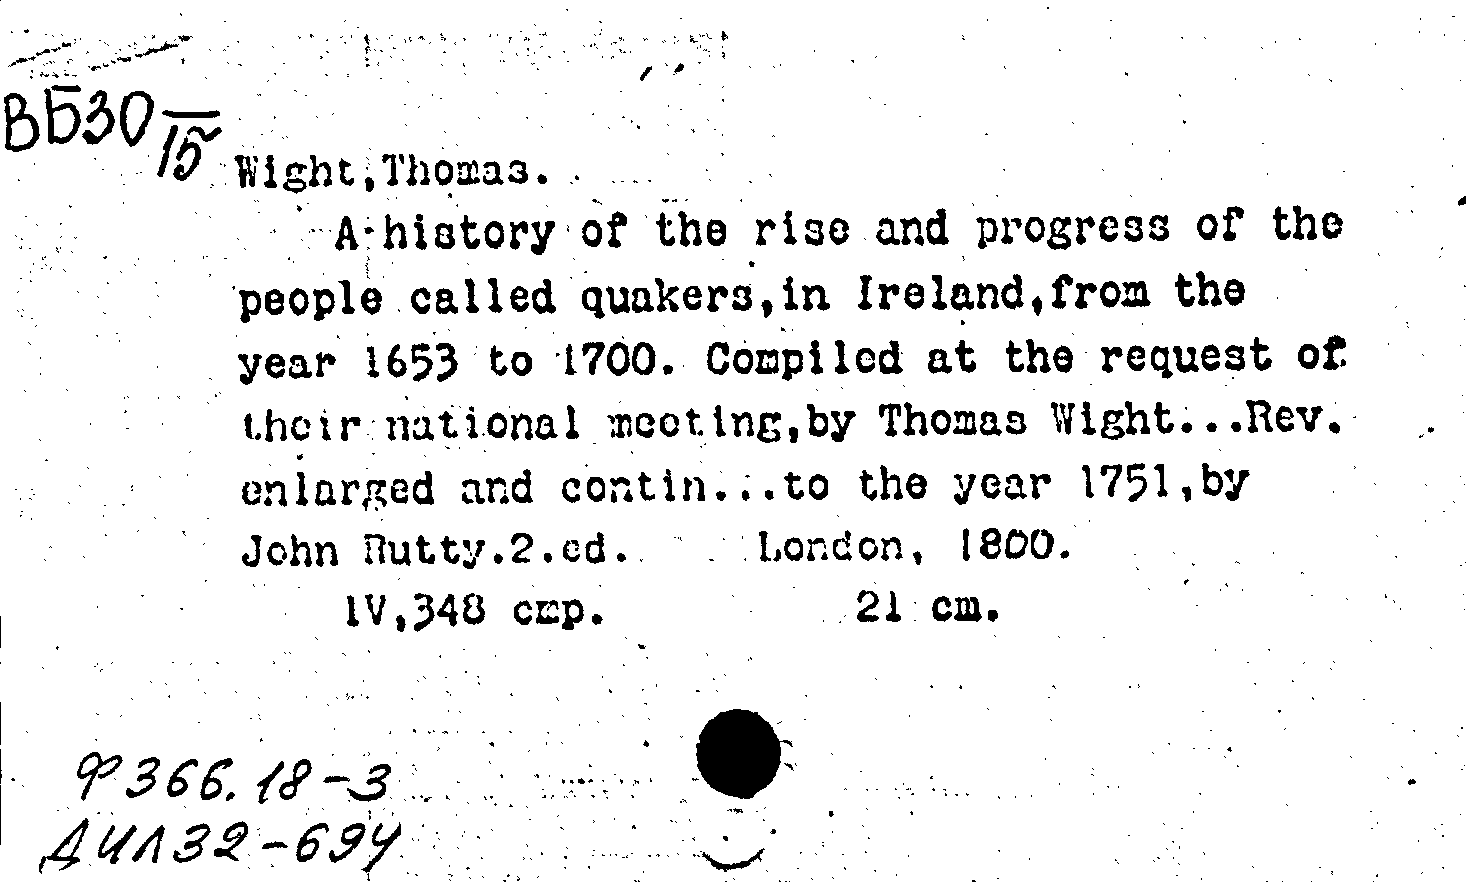 ВБ30
15
Wight,Thomas.
A history of the rise and progress of the
people called quakers,in Ireland,from the
year 1653 to 1700. Compiled at the request of
their national meeting,by Thomas Wight...Rev.
enlarged and contin...to the year 1751,by
John Rutty.2.ed. London, 1800.
IV,348 стр. 21 cm.
Ф366.18-3
ДИЛ32-694